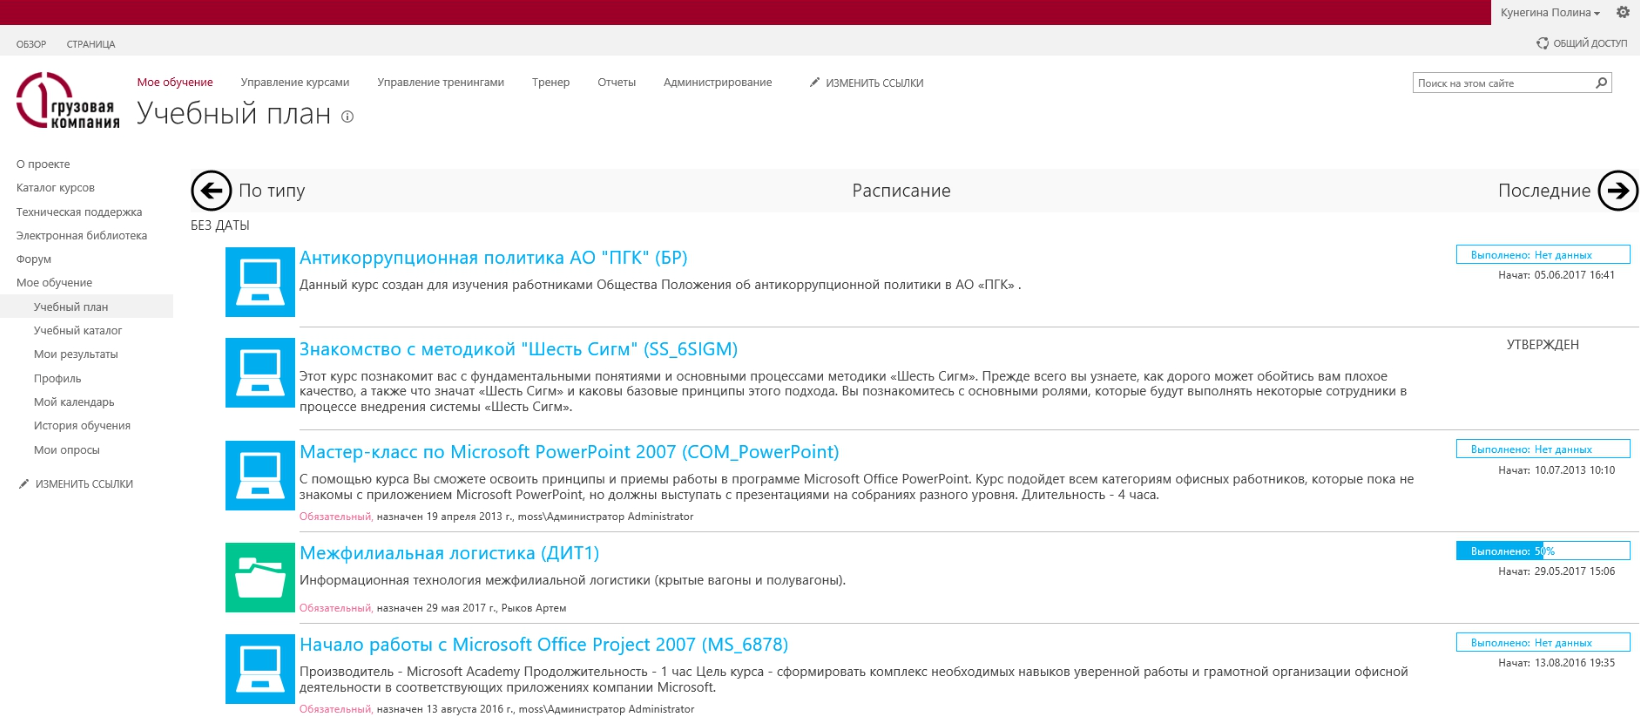 Кунегина Полина
ОБЗОР СТРАНИЦА
ОБЩИЙ ДОСТУП
Мое обучение Управление курсами Управление тренингами Тренер Отчеты Администрирование ИЗМЕНИТЬ ССЫЛКИ
Поиск на этом сайте
грузовая
компания
Учебный план
О проекте
Каталог курсов
Техническая поддержка
Электронная библиотека
Форум
Мое обучение
Учебный план
Учебный каталог
Мои результаты
Профиль
Мой календарь
История обучения
Мои опросы
ИЗМЕНИТЬ ССЫЛКИ
По типу Расписание Последние
БЕЗ ДАТЫ
Антикоррупционная политика АО "ПГК" (БР)
Данный курс создан для изучения работниками Общества Положения об антикоррупционной политики в АО «ПГК» .
Выполнено: Нет данных
Начат: 05.06.2017 16:41
Знакомство с методикой "Шесть Сигм" (SS_6SIGM)
Этот курс познакомит вас с фундаментальными понятиями и основными процессами методики «Шесть Сигм». Прежде всего вы узнаете, как дорого может обойтись вам плохое
качество, а также что значат «Шесть Сигм» и каковы базовые принципы этого подхода. Вы познакомитесь с основными ролями, которые будут выполнять некоторые сотрудники в
процессе внедрения системы «Шесть Сигм».
УТВЕРЖДЕН
Мастер-класс по Microsoft PowerPoint 2007 (COM_PowerPoint)
С помощью курса Вы сможете освоить принципы и приемы работы в программе Microsoft Office PowerPoint. Курс подойдет всем категориям офисных работников, которые пока не
знакомы с приложением Microsoft PowerPoint, но должны выступать с презентациями на собраниях разного уровня. Длительность - 4 часа.
Обязательный, назначен 19 апреля 2013 г., moss\Администратор Administrator
Выполнено: Нет данных
Начат: 10.07.2013 10:10
Межфилиальная логистика (ДИТ1)
Информационная технология межфилиальной логистики (крытые вагоны и полувагоны).
Обязательный, назначен 29 мая 2017 г., Рыков Артем
Выполнено: 50%
Начат: 29.05.2017 15:06
Начало работы с Microsoft Office Project 2007 (MS_6878)
Производитель - Microsoft Academy Продолжительность - 1 час Цель курса - сформировать комплекс необходимых навыков уверенной работы и грамотной организации офисной
деятельности в соответствующих приложениях компании Microsoft.
Обязательный, назначен 13 августа 2016 г., moss\Администратор Administrator
Выполнено: Нет данных
Начат: 13.08.2016 19:35